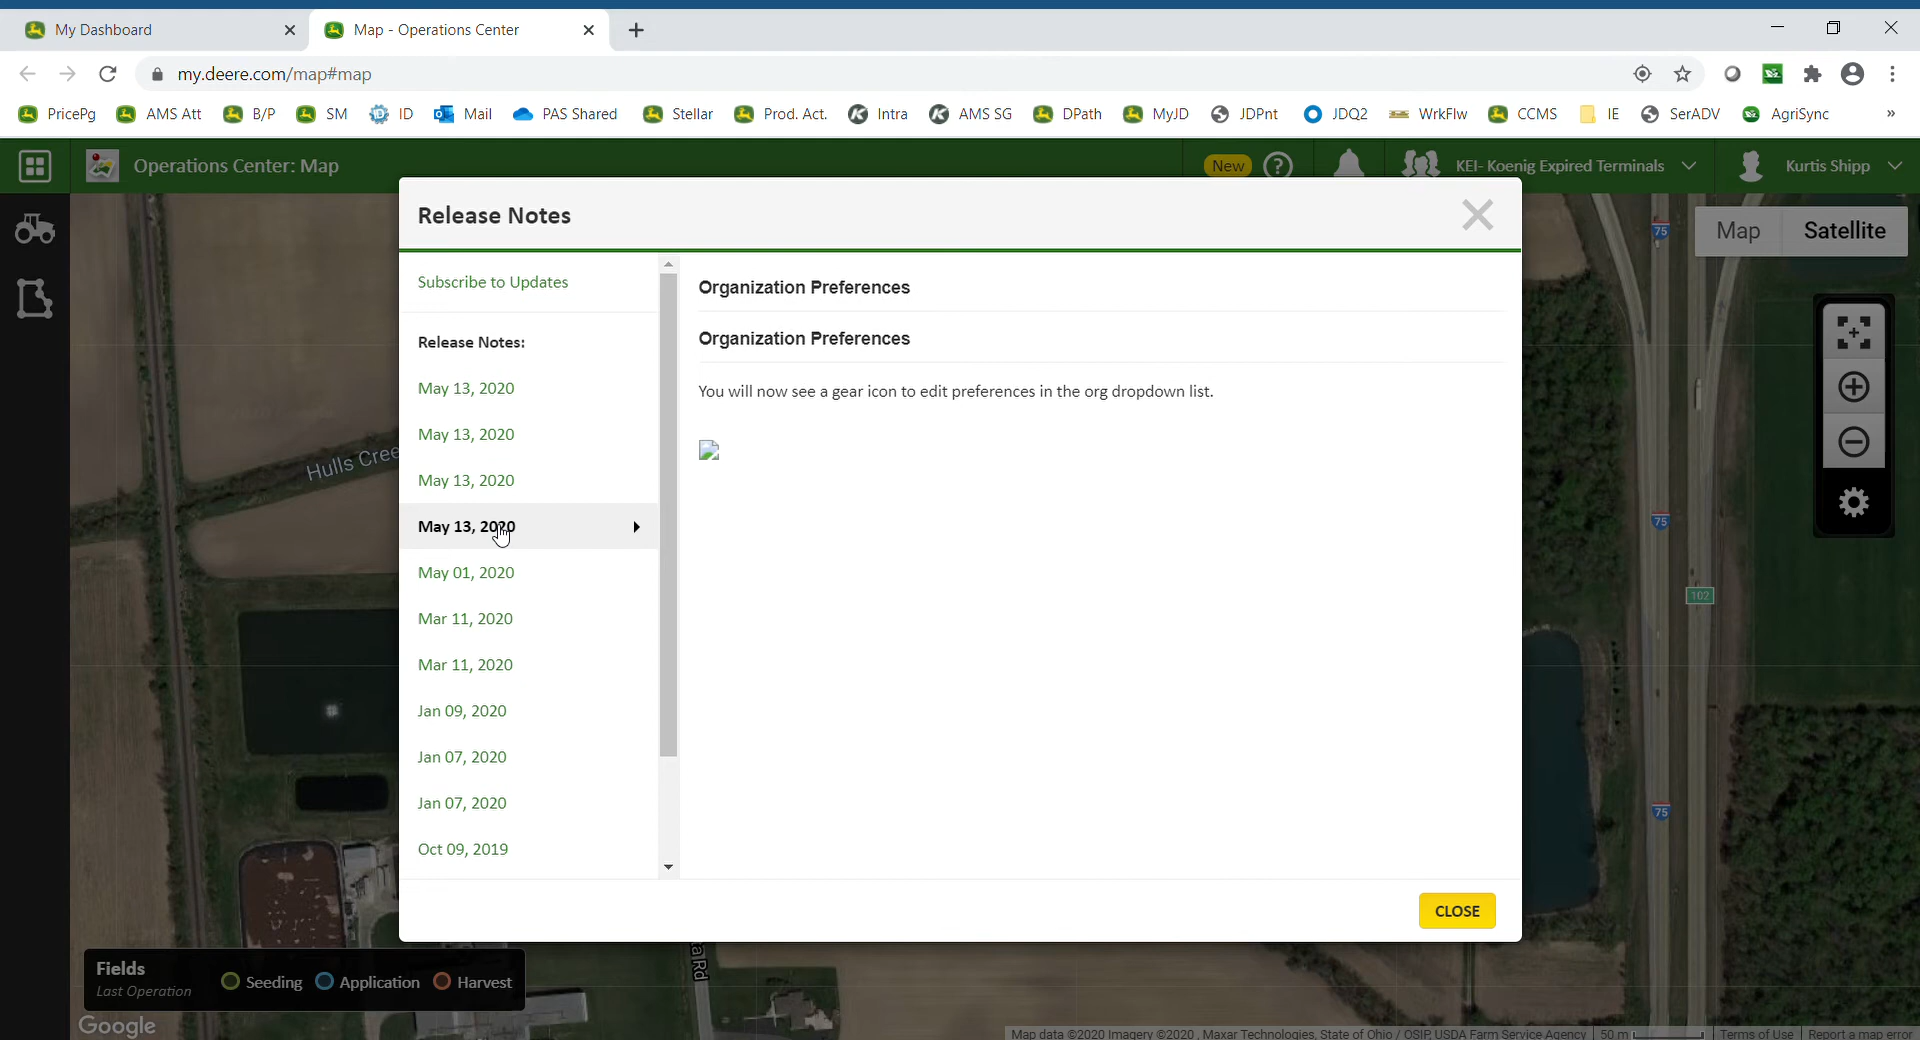 My Dashboard
Map - Operations Center
my.deere.com/map#map
PricePg AMS Att B/P SM ID Mail PAS Shared Stellar Prod. Act. Intra AMS SG DPath MyJD JDPnt JDQ2 WrkFlw CCMS IE SerADV AgriSync »
Operations Center: Map
New
KEI- Koenig Expired Terminals
Kurtis Shipp
Release Notes
Map Satellite
75
Subscribe to Updates
Release Notes:
May 13, 2020
May 13, 2020
May 13, 2020
May 13, 2020
May 01, 2020
Mar 11, 2020
Mar 11, 2020
Jan 09, 2020
Jan 07, 2020
Jan 07, 2020
Oct 09, 2019
Organization Preferences
Organization Preferences
You will now see a gear icon to edit preferences in the org dropdown list.
Hulls Cree
75
102
75
CLOSE
Fields
Last Operation
Seeding Application Harvest
Rd
Google
Map data ©2020 Imagery ©2020 , Maxar Technologies, State of Ohio / OSIP, USDA Farm Service Agency 50 m Terms of Use Report a map error